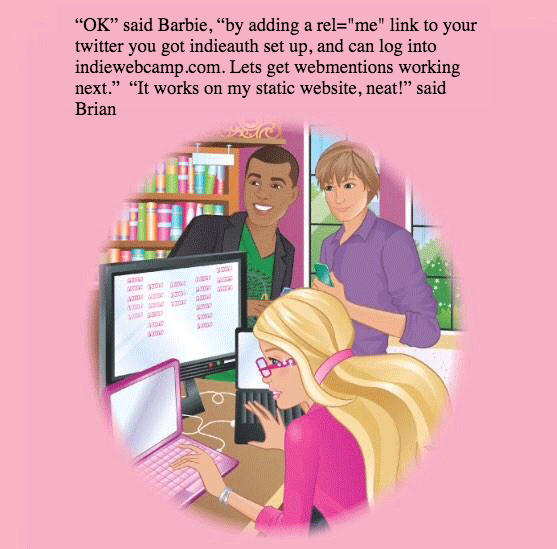 “OK” said Barbie, “by adding a rel="me" link to your
twitter you got indieauth set up, and can log into
indiewebcamp.com. Lets get webmentions working
next.”  “It works on my static website, neat!” said
Brian